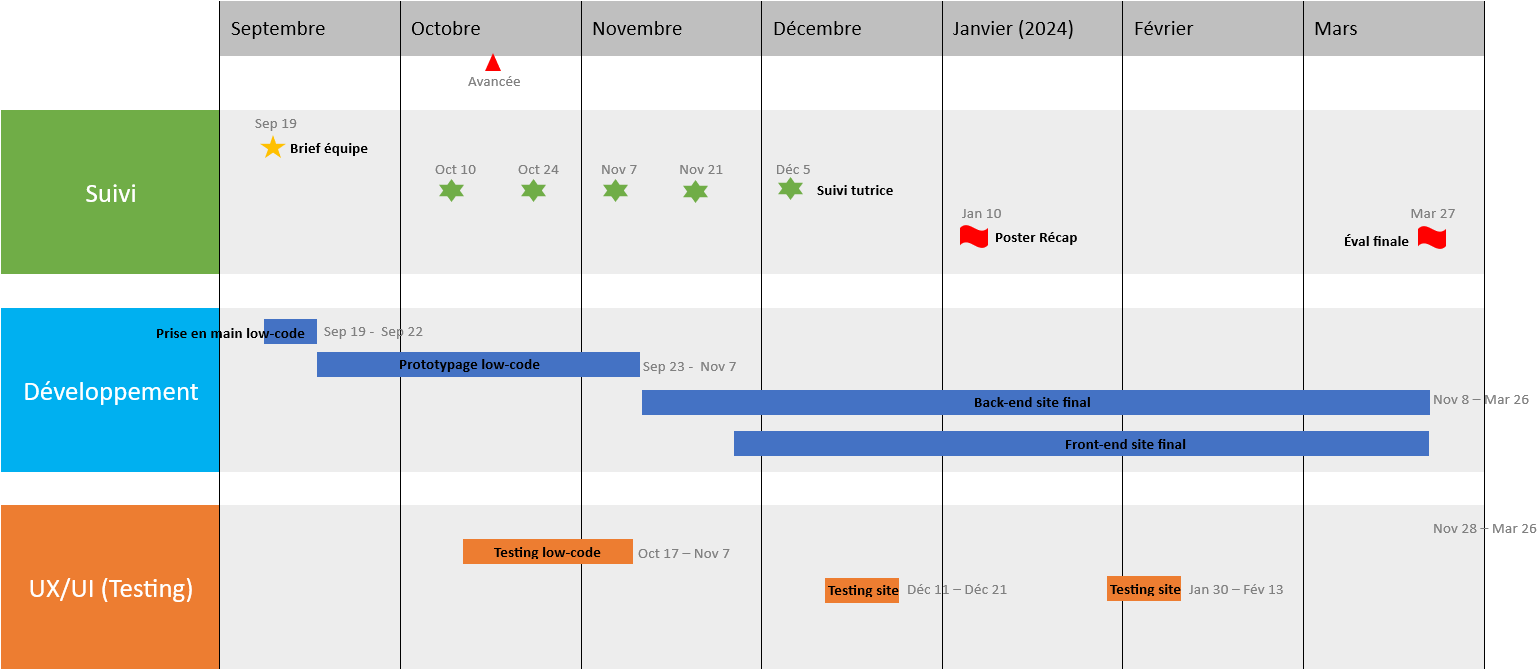 Septembre
Octobre
Novembre
Décembre
Janvier (2024)
Février
Mars
Avancée
Suivi
Sep 19
Brief équipe
Oct 10
Oct 24
Nov 7
Nov 21
Déc 5
Suivi tutrice
Jan 10
Poster Récap
Mar 27
Éval finale
Développement
Prise en main low-code
Sep 19 - Sep 22
Prototypage low-code
Sep 23 - Nov 7
Back-end site final
Nov 8 – Mar 26
Front-end site final
UX/UI (Testing)
Nov 28 – Mar 26
Testing low-code
Oct 17 – Nov 7
Testing site
Déc 11 – Déc 21
Testing site
Jan 30 – Fév 13